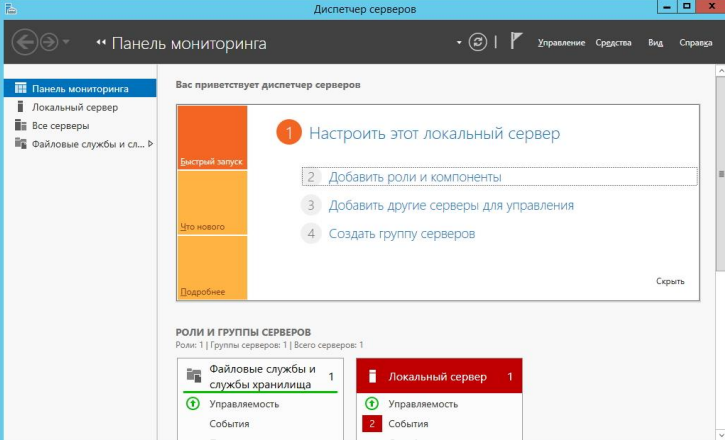 Диспетчер серверов
Панель мониторинга
Управление Средства Вид Справка
Панель мониторинга
Локальный сервер
Все серверы
Файловые службы и сл...
Вас приветствует диспетчер серверов
Быстрый запуск
Что нового
Подробнее
1 Настроить этот локальный сервер
2 Добавить роли и компоненты
3 Добавить другие серверы для управления
4 Создать группу серверов
Скрыть
РОЛИ И ГРУППЫ СЕРВЕРОВ
Роли: 1 | Группы серверов: 1 | Всего серверов: 1
Файловые службы и
службы хранилища 1
Управляемость
События
Локальный сервер 1
Управляемость
2 События